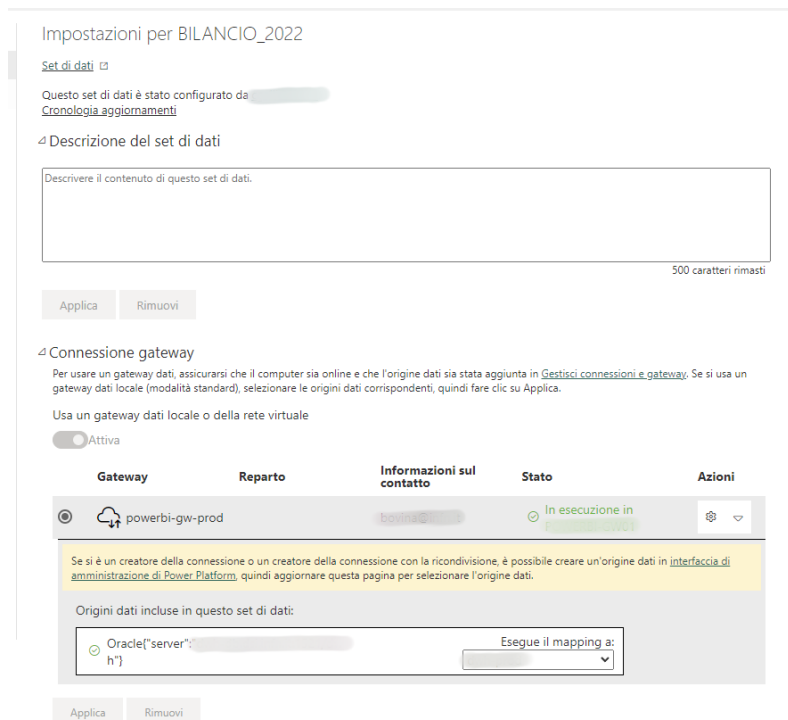 Impostazioni per BILANCIO_2022
Set di dati
Questo set di dati è stato configurato da
Cronologia aggiornamenti
Descrizione del set di dati
Descrivere il contenuto di questo set di dati.
500 caratteri rimasti
Applica Rimuovi
Connessione gateway
Per usare un gateway dati, assicurarsi che il computer sia online e che l'origine dati sia stata aggiunta in Gestisci connessioni e gateway. Se si usa un
gateway dati locale (modalità standard), selezionare le origini dati corrispondenti, quindi fare clic su Applica.
Usa un gateway dati locale o della rete virtuale
Attiva
Gateway Reparto Informazioni sul contatto Stato Azioni
powerbi-gw-prod In esecuzione in
Se si è un creatore della connessione o un creatore della connessione con la ricondivisione, è possibile creare un'origine dati in interfaccia di
amministrazione di Power Platform, quindi aggiornare questa pagina per selezionare l'origine dati.
Origini dati incluse in questo set di dati:
Oracle{"server":
h"}
Esegue il mapping a:
Applica Rimuovi